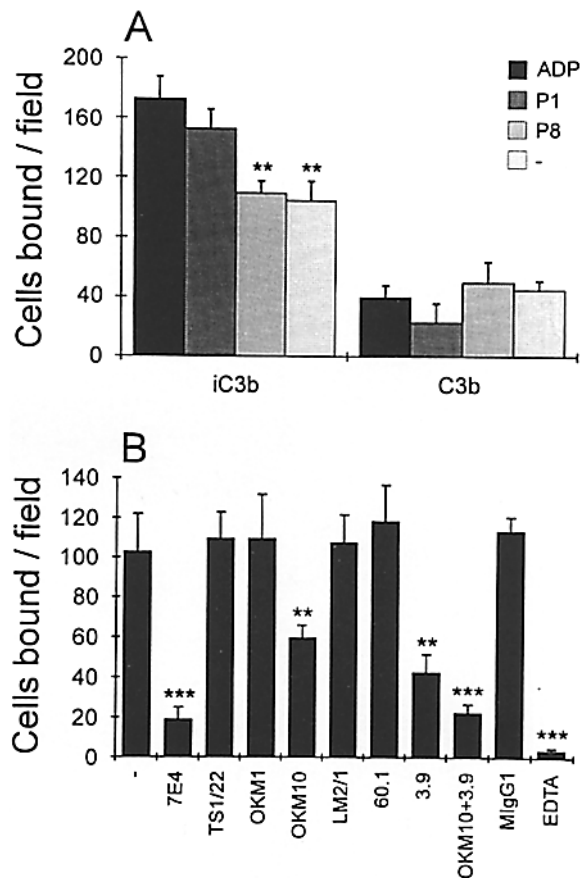 A
Cells bound / field
200
160
120
80
40
0
** **
iC3b C3b
ADP
P1
P8
-
B
Cells bound / field
140
120
100
80
60
40
20
0
*** ** ** *** ***
-
7E4
TS1/22
OKM1
OKM10
LM2/1
60.1
3.9
OKM10+3.9
MIgG1
EDTA